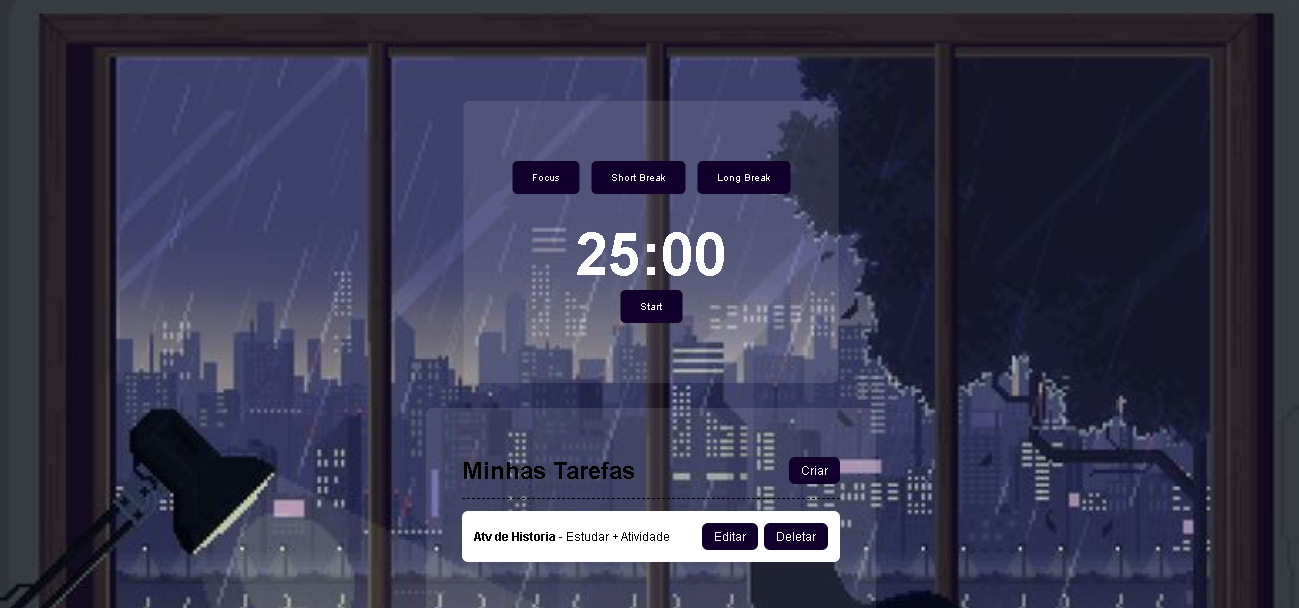 Focus Short Break Long Break
25:00
Start
Minhas Tarefas Criar
Atv de Historia - Estudar + Atividade Editar Deletar